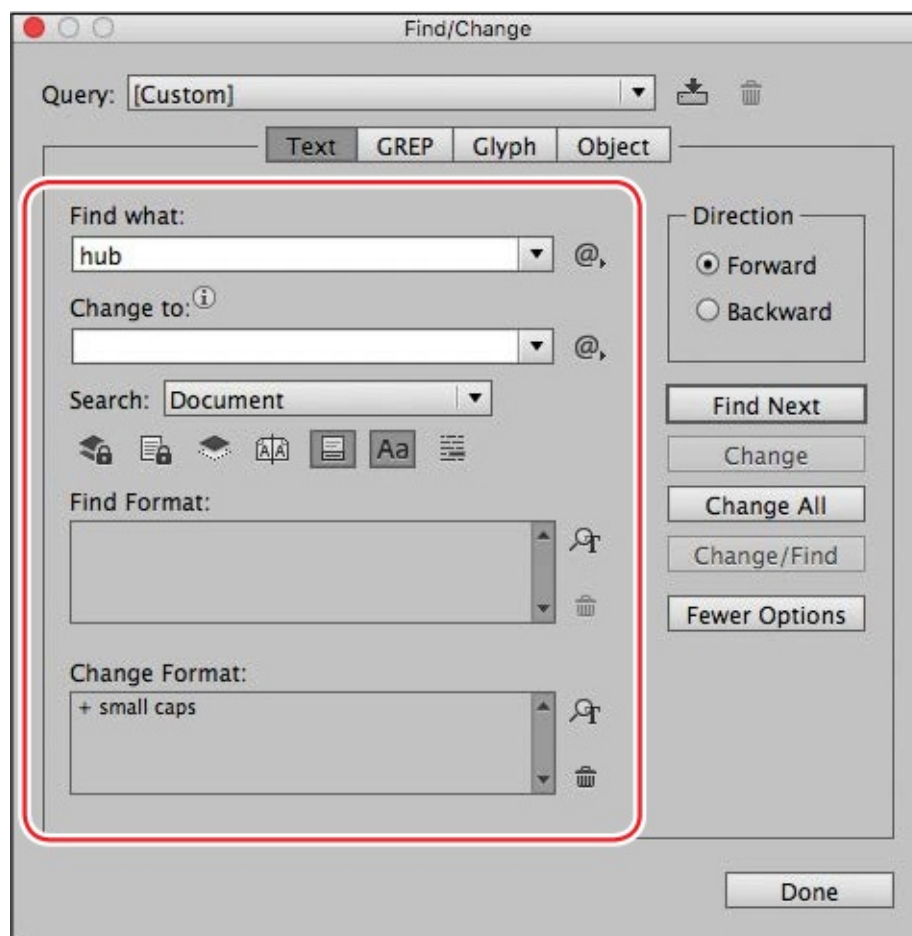 Find/Change
Query: [Custom]
Text GREP Glyph Object
Find what:
hub
@
Change to:
@
Search: Document
Aa
Find Format:
Change Format:
+ small caps
Direction
Forward
Backward
Find Next
Change
Change All
Change/Find
Fewer Options
Done